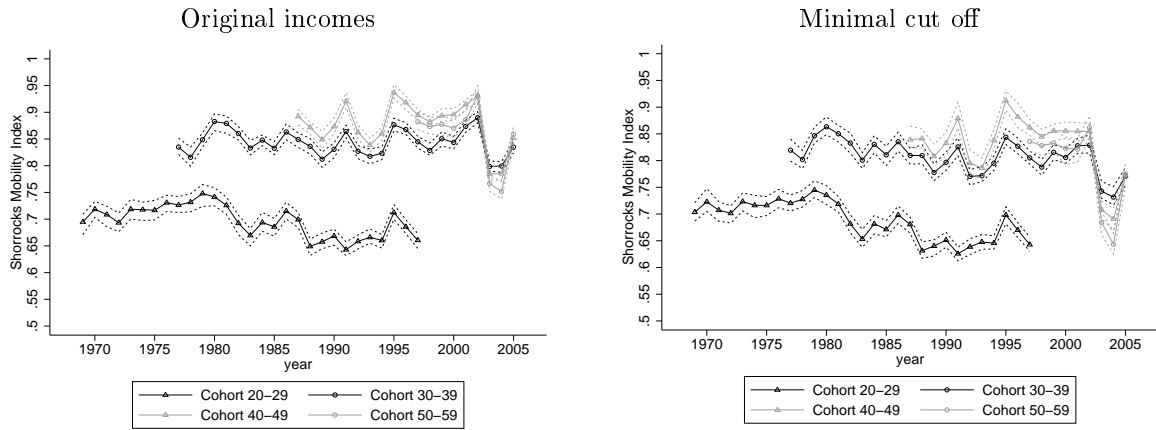 Original incomes
Shorrocks Mobility Index
1
.95
.9
.85
.8
.75
.7
.65
.6
.55
.5
1970 1975 1980 1985 1990 1995 2000 2005
year
Cohort 20–29 Cohort 30–39
Cohort 40–49 Cohort 50–59
Minimal cut off
Shorrocks Mobility Index
1
.95
.9
.85
.8
.75
.7
.65
.6
.55
.5
1970 1975 1980 1985 1990 1995 2000 2005
year
Cohort 20–29 Cohort 30–39
Cohort 40–49 Cohort 50–59